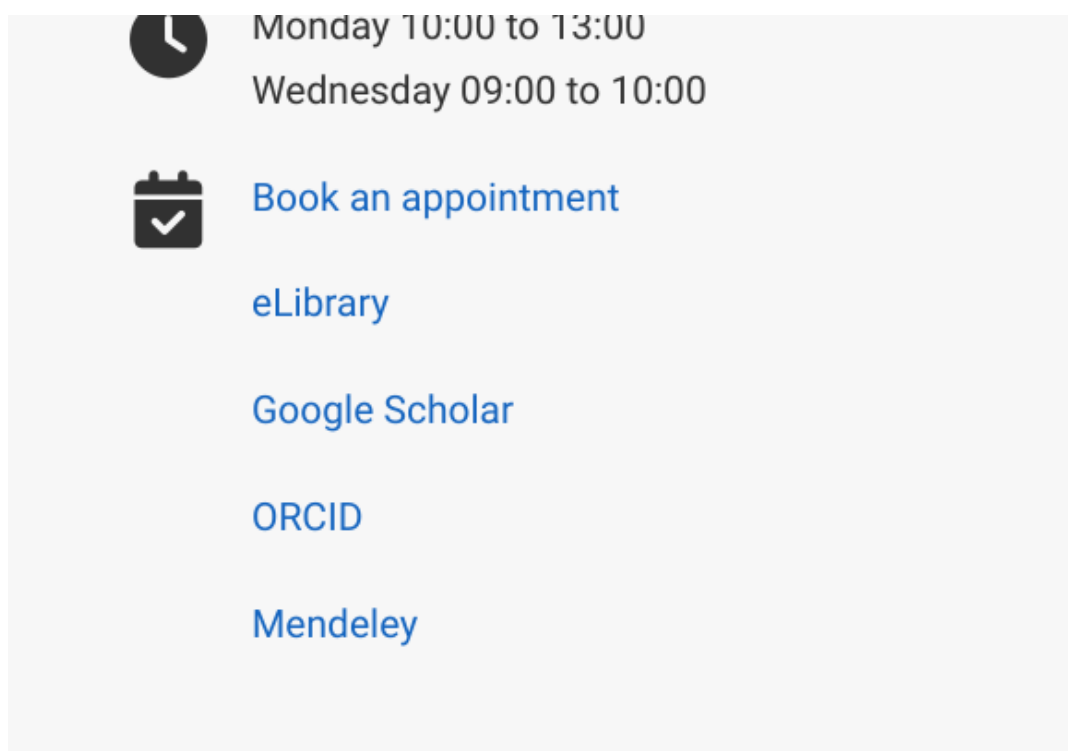 Monday 10:00 to 13:00
Wednesday 09:00 to 10:00
Book an appointment
eLibrary
Google Scholar
ORCID
Mendeley